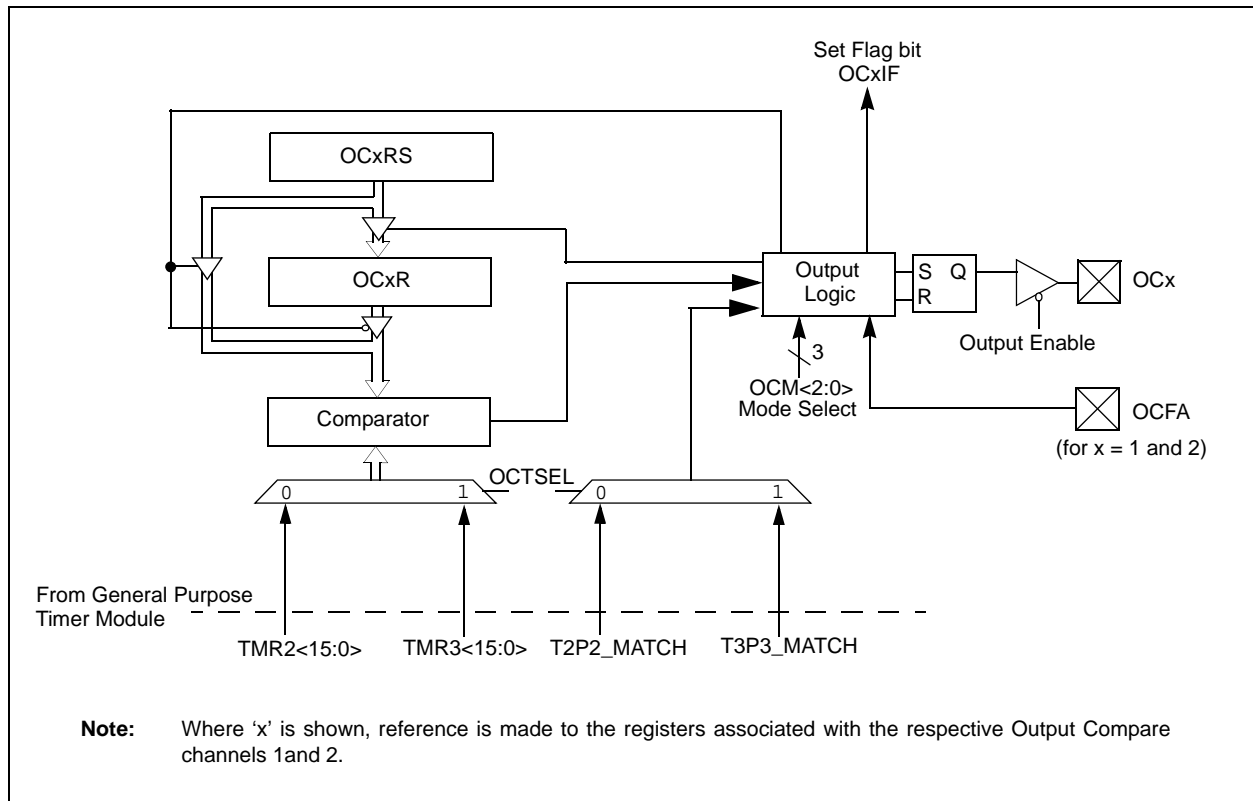 Set Flag bit
OCxIF
OCxRS
OCxR
Output
Logic
S Q
R
OCx
Output Enable
3
OCM<2:0>
Mode Select
OCFA
(for x = 1 and 2)
Comparator
OCTSEL
0 1
0 1
From General Purpose
Timer Module
TMR2<15:0> TMR3<15:0> T2P2_MATCH T3P3_MATCH
Note: Where ‘x’ is shown, reference is made to the registers associated with the respective Output Compare
channels 1and 2.